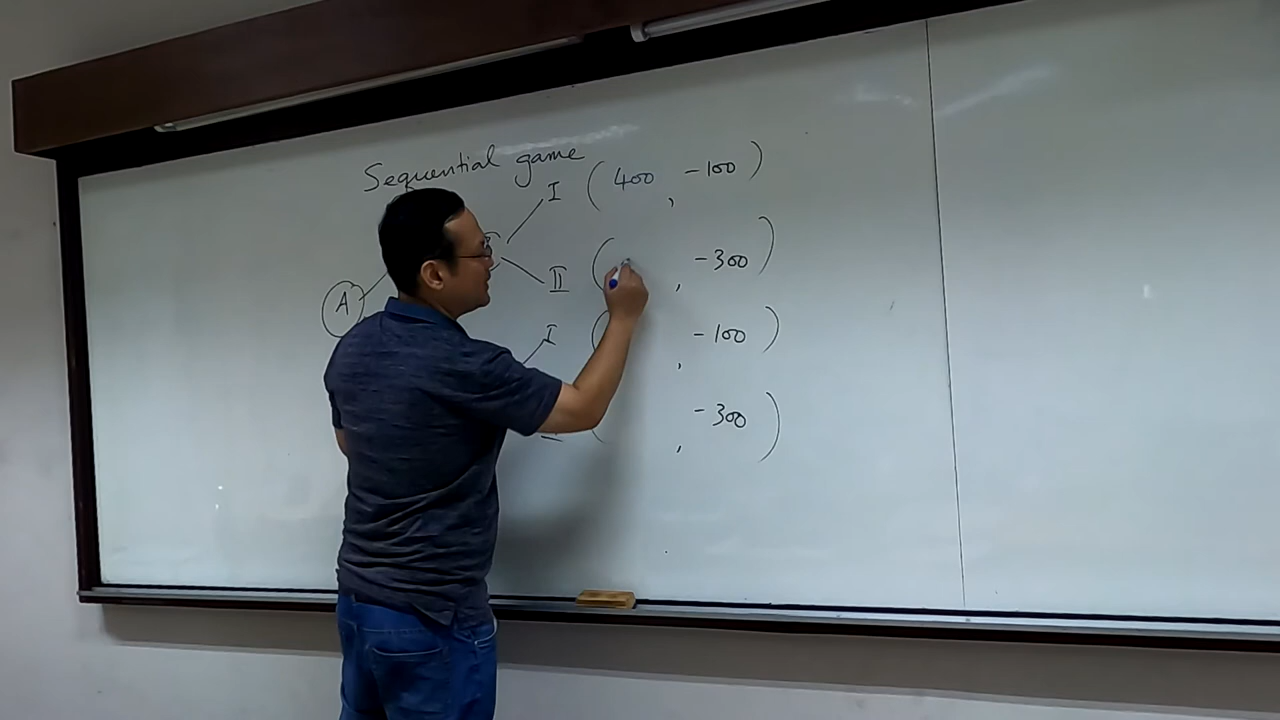 Sequential game
I ( 400 , -100 )
A
II ( , -300 )
I ( , -100 )
( , -300 )